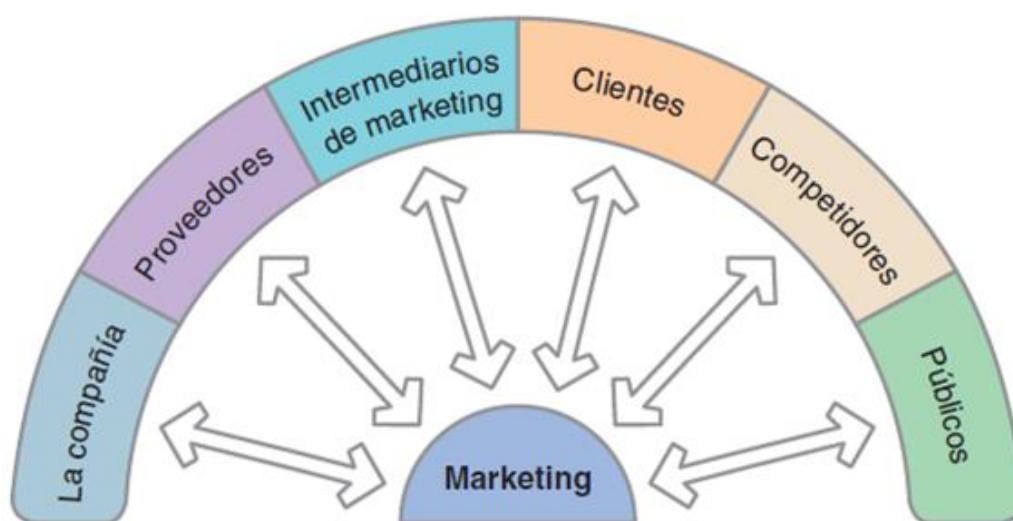 La compañía
Proveedores
Intermediarios
de marketing
Clientes
Competidores
Públicos
Marketing